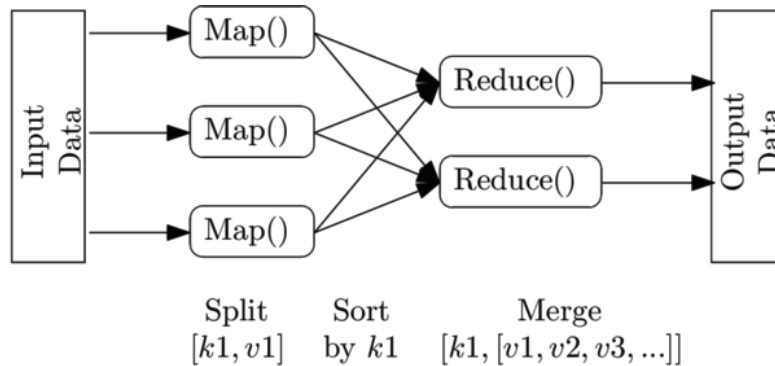 Input
Data
Map()
Map()
Map()
Reduce()
Reduce()
Output
Data
Split
[k1, v1]
Sort
by k1
Merge
[k1, [v1, v2, v3, ...]]